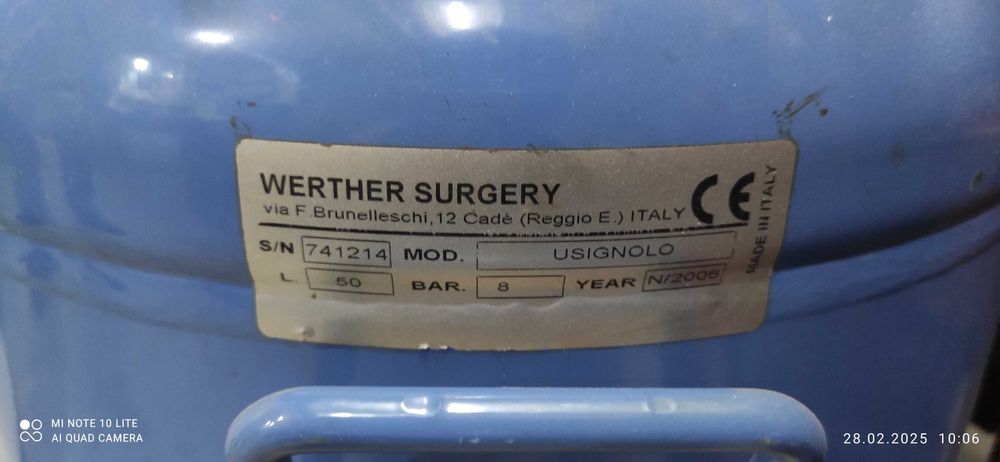 WERTHER SURGERY
via F.Brunelleschi,12 Cadè (Reggio E.) ITALY
CE
MADE IN ITALY
S/N 741214 MOD. USIGNOLO
L. 50 BAR. 8 YEAR N/2006
MI NOTE 10 LITE
AI QUAD CAMERA
28.02.2025 10:06